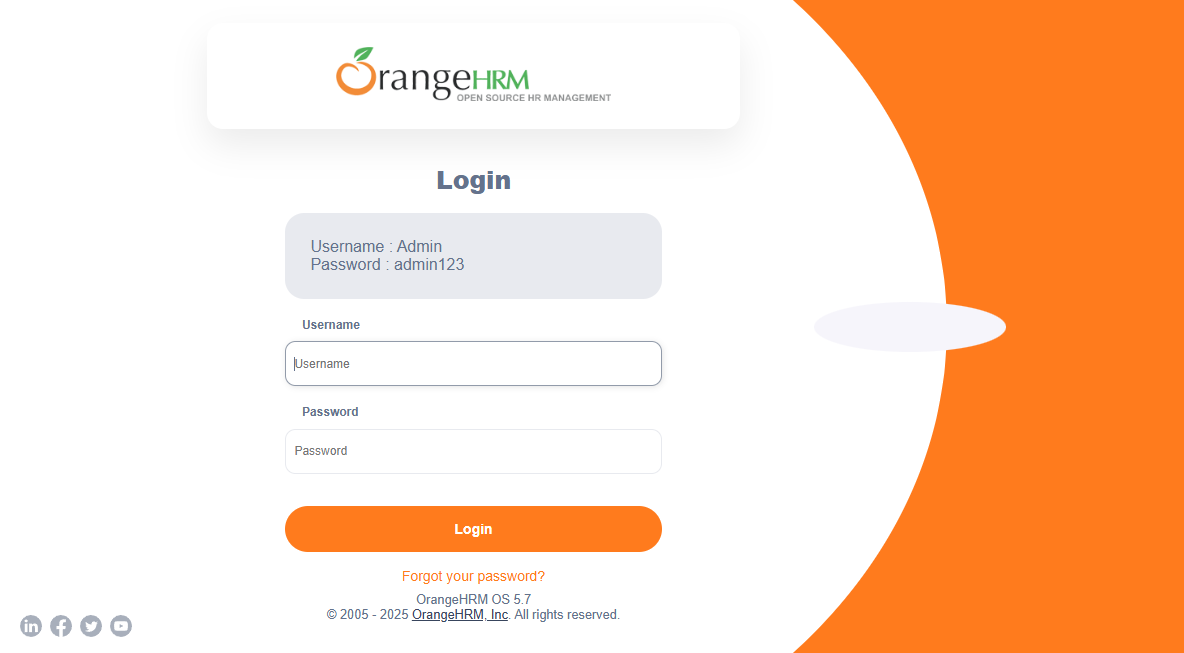 OrangeHRM
OPEN SOURCE HR MANAGEMENT
Login
Username : Admin
Password : admin123
Username
Username
Password
Password
Login
Forgot your password?
OrangeHRM OS 5.7
© 2005 - 2025 OrangeHRM, Inc. All rights reserved.